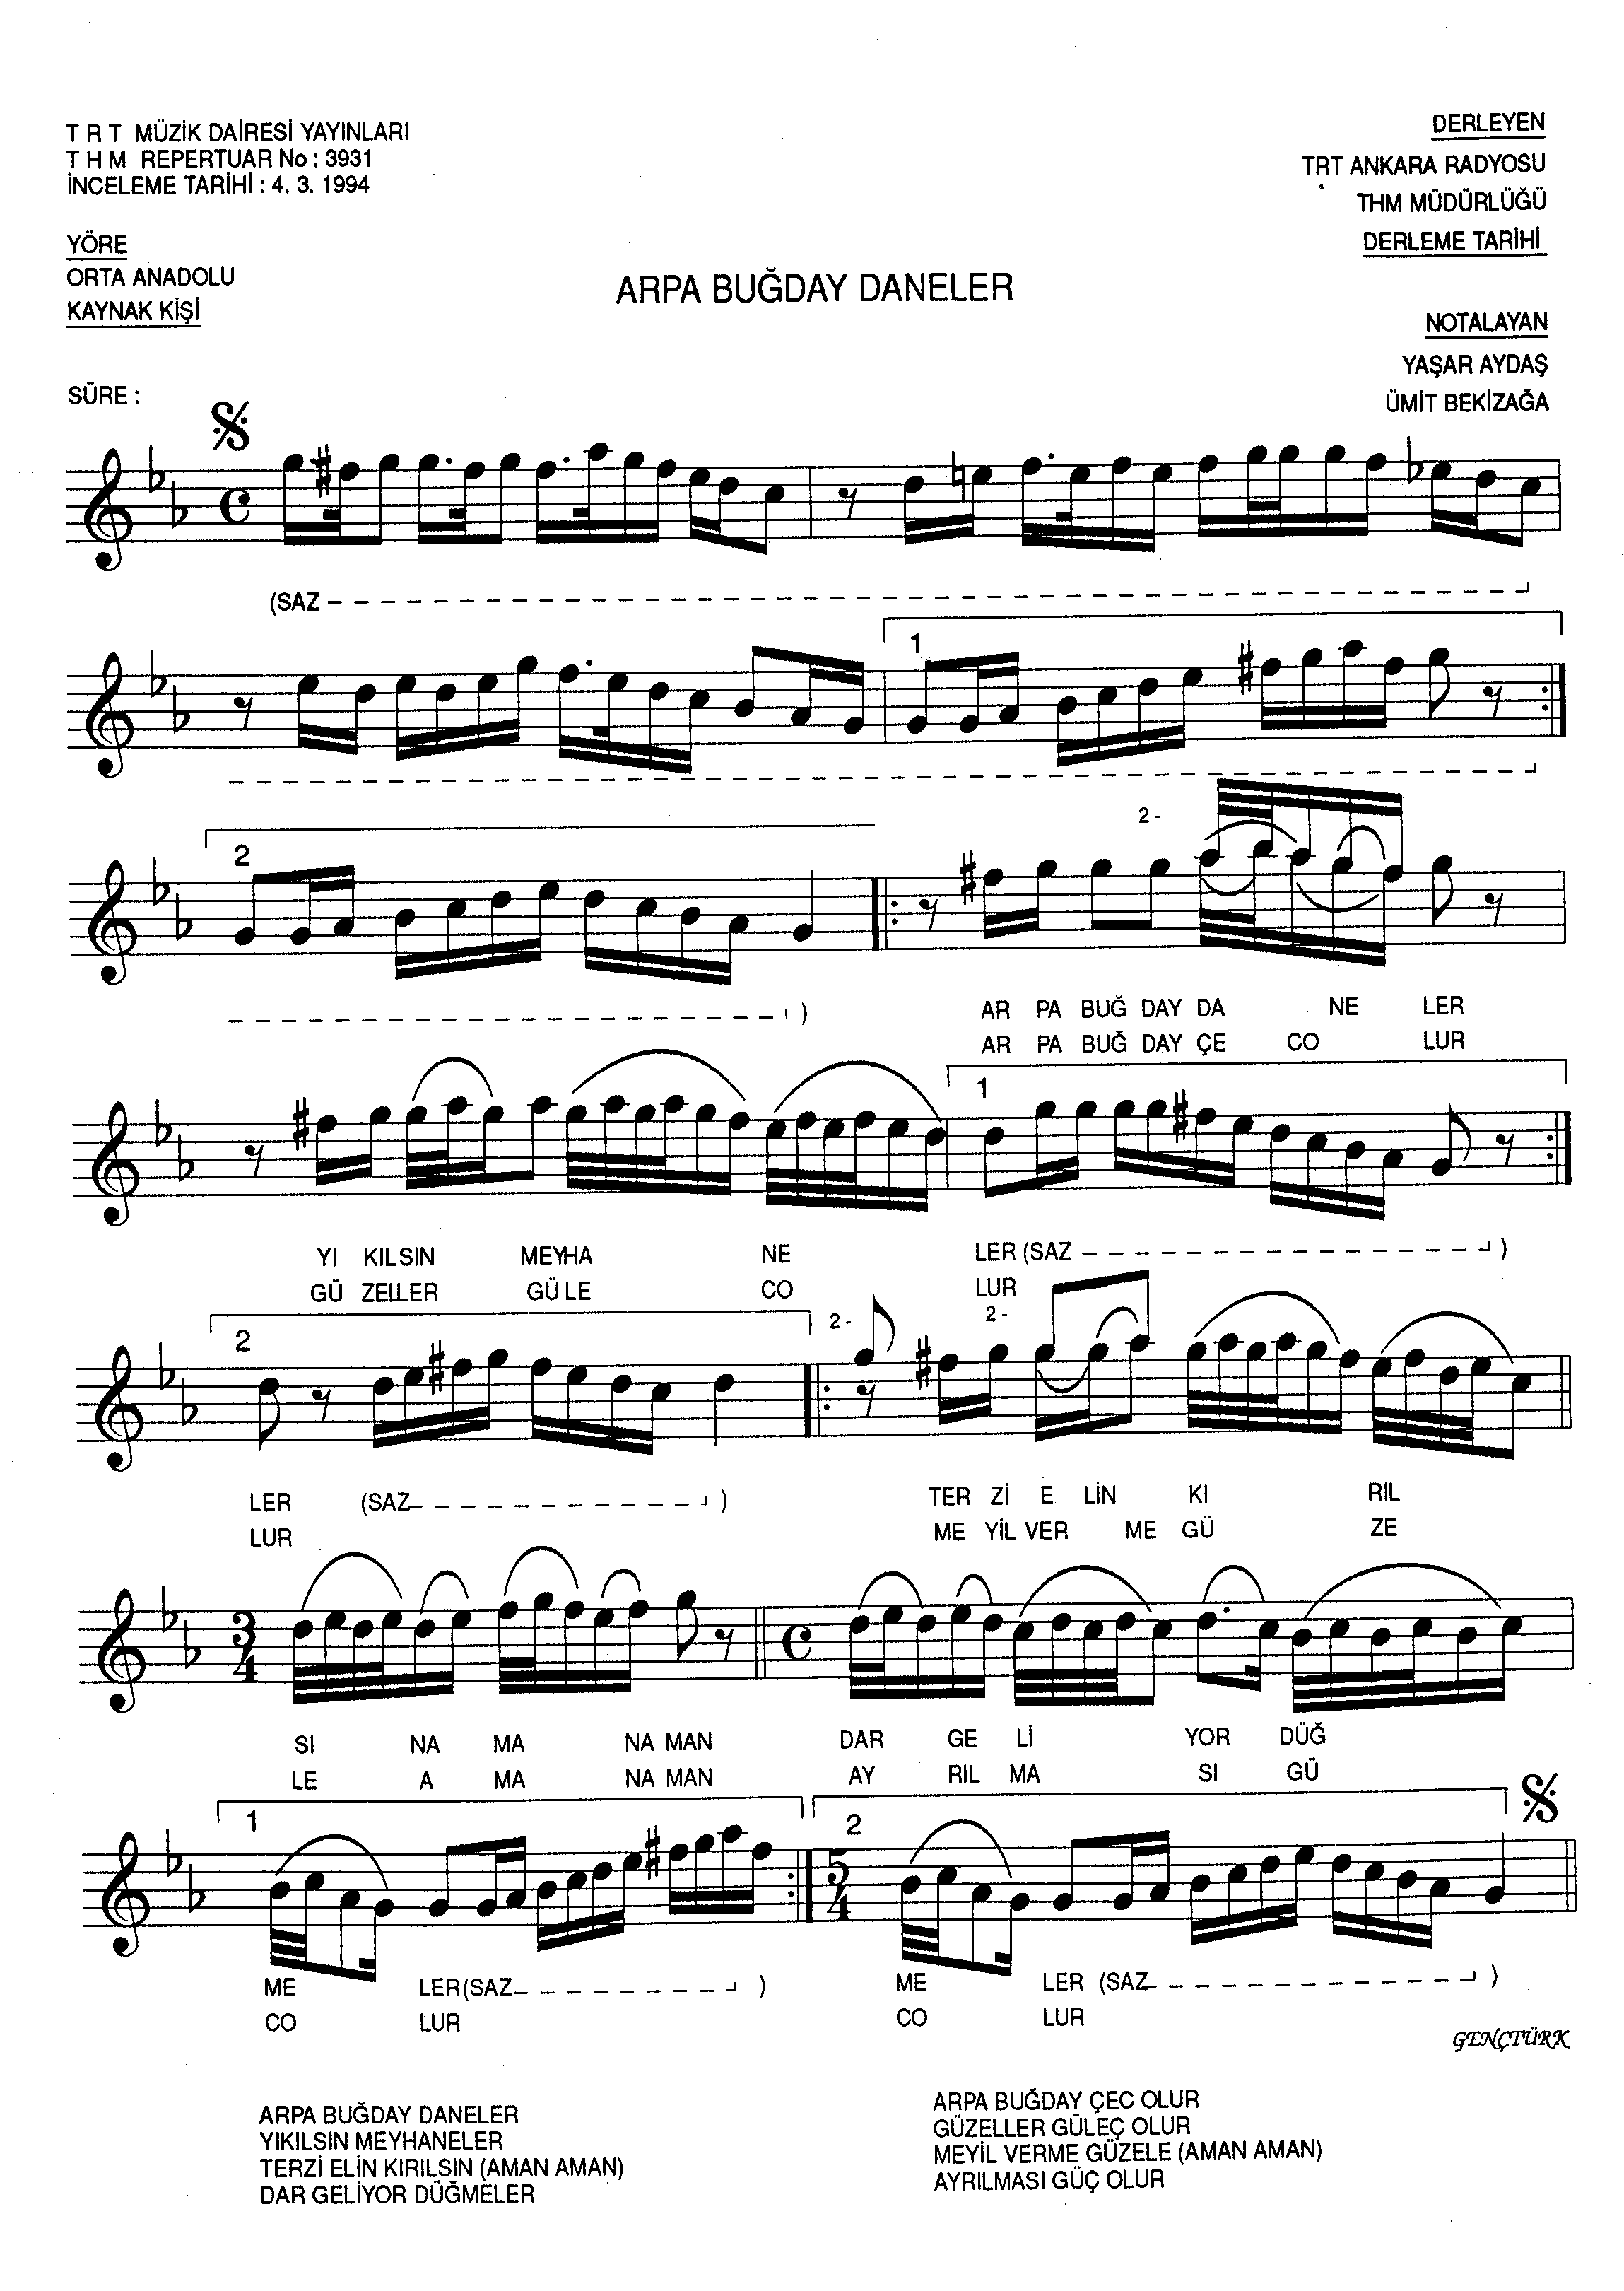 T R T MÜZİK DAİRESİ YAYINLARI
T H M REPERTUAR No : 3931
İNCELEME TARİHİ : 4. 3. 1994
YÖRE
ORTA ANADOLU
KAYNAK KİŞİ
SÜRE :
ARPA BUĞDAY DANELER
DERLEYEN
TRT ANKARA RADYOSU
THM MÜDÜRLÜĞÜ
DERLEME TARİHİ
NOTALAYAN
YAŞAR AYDAŞ
ÜMİT BEKİZAĞA
(SAZ
1
2
2 -
)
AR PA BUĞ DAY DA NE LER
AR PA BUĞ DAY ÇE CO LUR
1
YI KILSIN MEYHA NE LER (SAZ )
GÜ ZELLER GÜ LE CO LUR
2
2 -
2 -
LER (SAZ ) TER Zİ E LİN KI RIL
LUR ME YİL VER ME GÜ ZE
3
4
SI NA MA NA MAN DAR GE Lİ YOR DÜĞ
LE A MA NA MAN AY RIL MA SI GÜ
1
2
5
4
ME LER(SAZ ) ME LER (SAZ )
CO LUR CO LUR
GENÇTÜRK
ARPA BUĞDAY DANELER
YIKILSIN MEYHANELER
TERZİ ELİN KIRILSIN (AMAN AMAN)
DAR GELİYOR DÜĞMELER
ARPA BUĞDAY ÇEC OLUR
GÜZELLER GÜLEÇ OLUR
MEYİL VERME GÜZELE (AMAN AMAN)
AYRILMASI GÜÇ OLUR